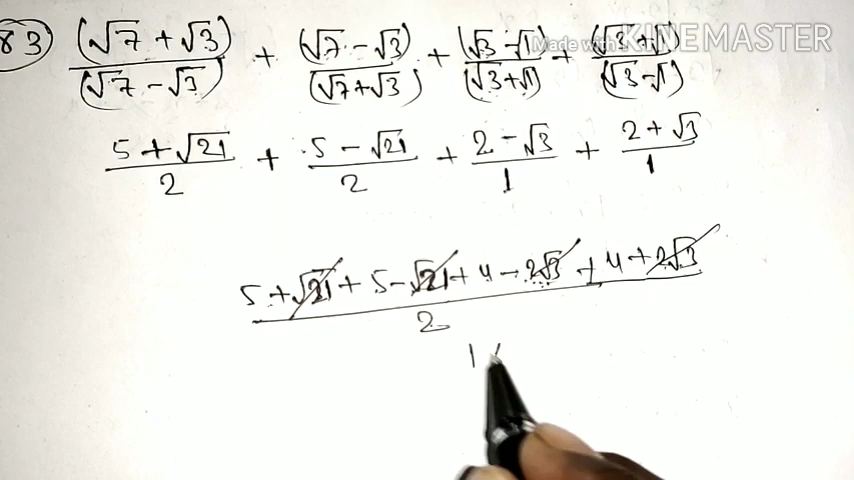 83 (√7 + √3)/(√7 - √3) + (√7 - √3)/(√7 + √3) + (√3 - √1)/(√3 + √1) + (√3 + √1)/(√3 - √1)
Made with KINEMASTER
(5 + √21)/2 + (5 - √21)/2 + (2 - √3)/1 + (2 + √3)/1
(5 + √21 + 5 - √21 + 4 - 2√3 + 4 + 2√3)/2